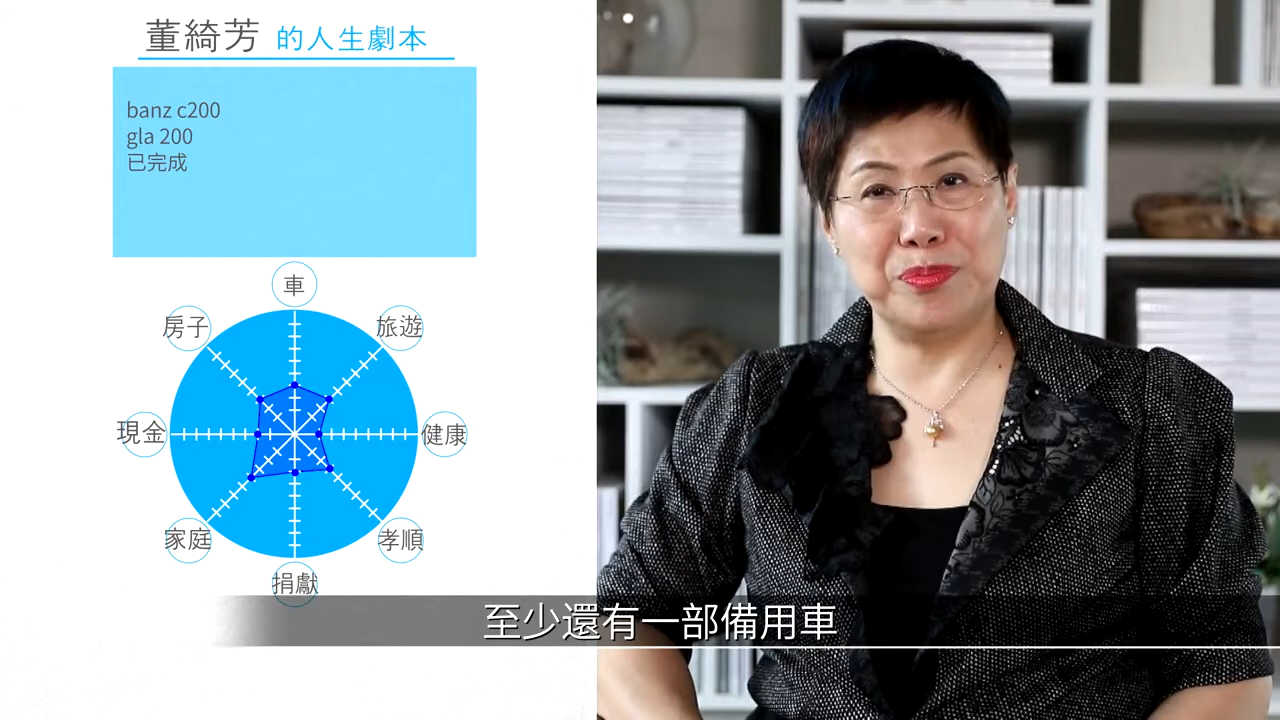 董綺芳 的人生劇本
banz c200
gla 200
已完成
車
房子
旅遊
現金
健康
家庭
孝順
捐獻
至少還有一部備用車